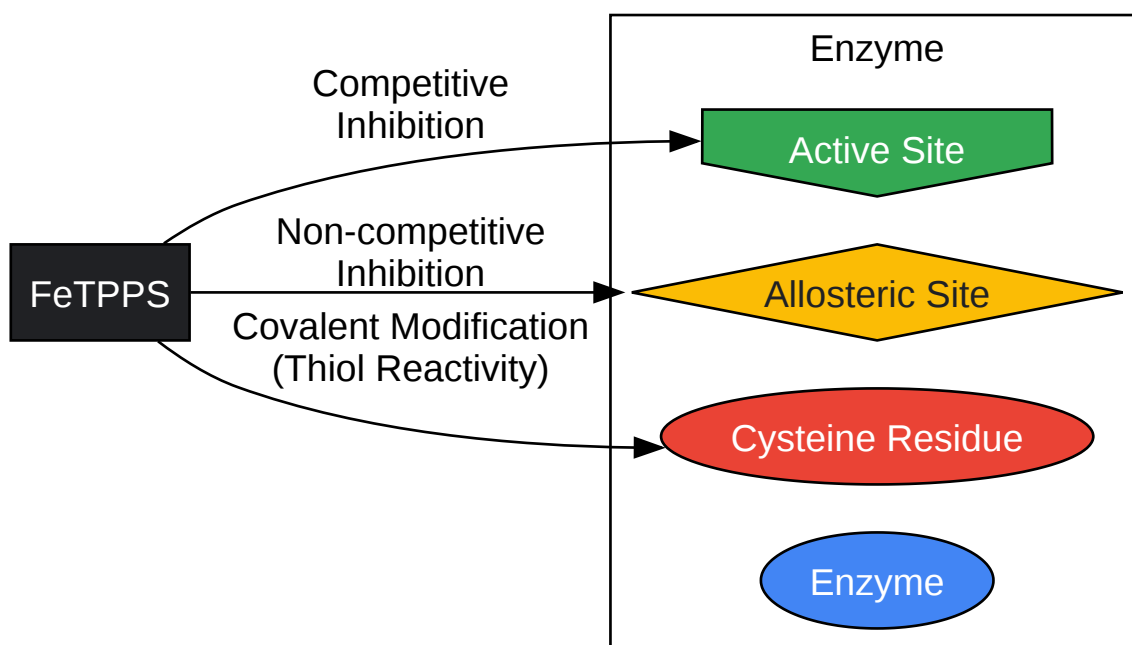 Enzyme
Competitive
Inhibition
Active Site
Non-competitive
Inhibition
FeTPPS
Allosteric Site
Covalent Modification
(Thiol Reactivity)
Cysteine Residue
Enzyme